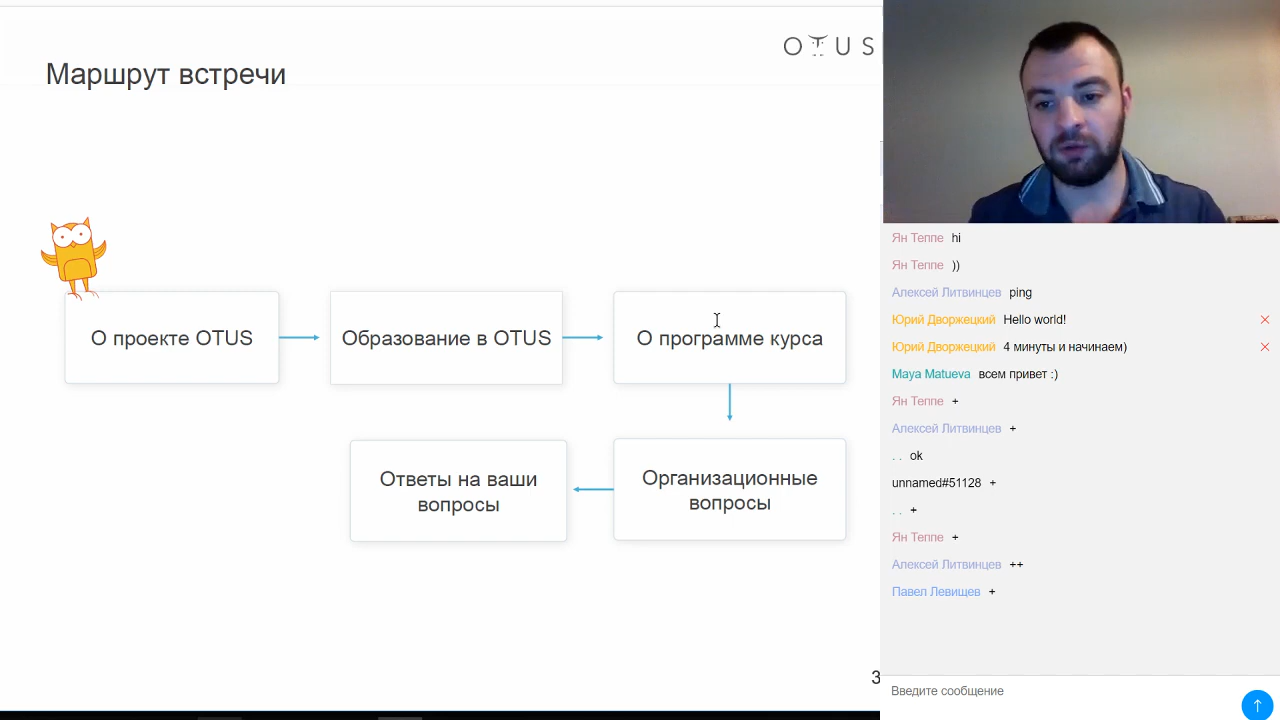 OTUS
Маршрут встречи
О проекте OTUS
Образование в OTUS
О программе курса
Ответы на ваши
вопросы
Организационные
вопросы
3
Ян Теппе hi
Ян Теппе ))
Алексей Литвинцев ping
Юрий Дворжецкий Hello world!
Юрий Дворжецкий 4 минуты и начинаем)
Maya Matueva всем привет :)
Ян Теппе +
Алексей Литвинцев +
. . ok
unnamed#51128 +
. . +
Ян Теппе +
Алексей Литвинцев ++
Павел Левищев +
Введите сообщение